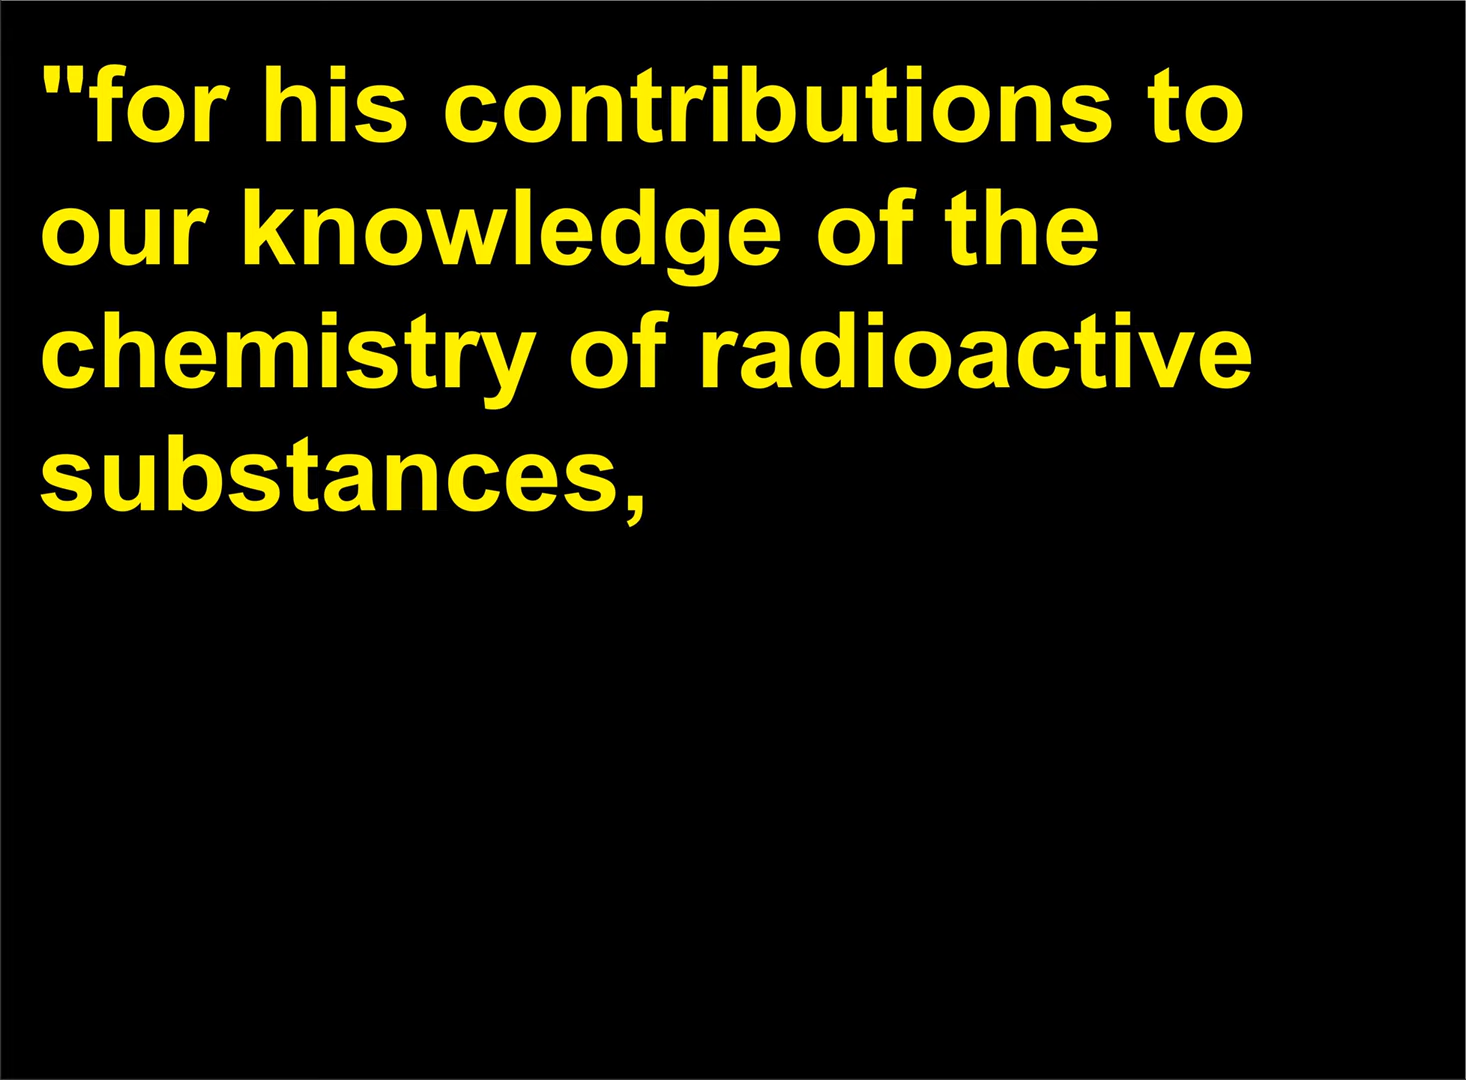 "for his contributions to
our knowledge of the
chemistry of radioactive
substances,